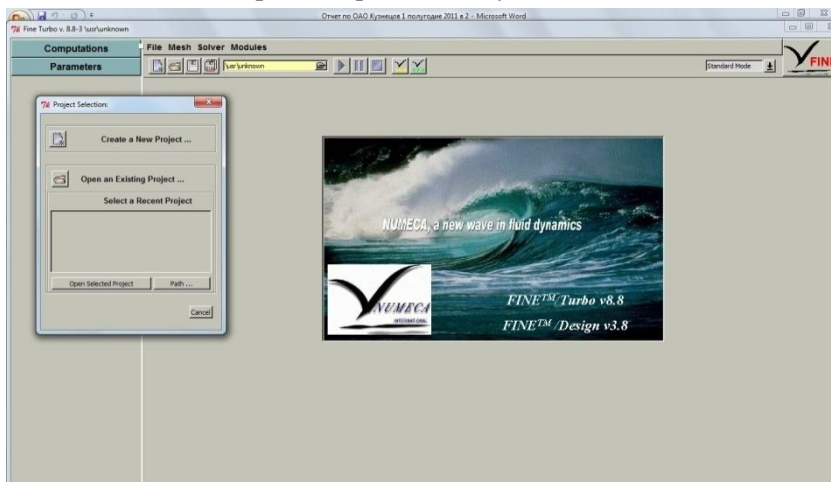 Отчет по ОАО Кузнецов 1 полугодие 2011 в 2 - Microsoft Word
Fine Turbo v. 8.8-3 \usr\unknown
Computations
Parameters
File Mesh Solver Modules
\usr\unknown
Standard Mode
FINE
Project Selection:
Create a New Project ...
Open an Existing Project ...
Select a Recent Project
Open Selected Project
Path ...
Cancel
NUMECA, a new wave in fluid dynamics
NUMECA
INTERNATIONAL
FINE™/Turbo v8.8
FINE™/Design v3.8